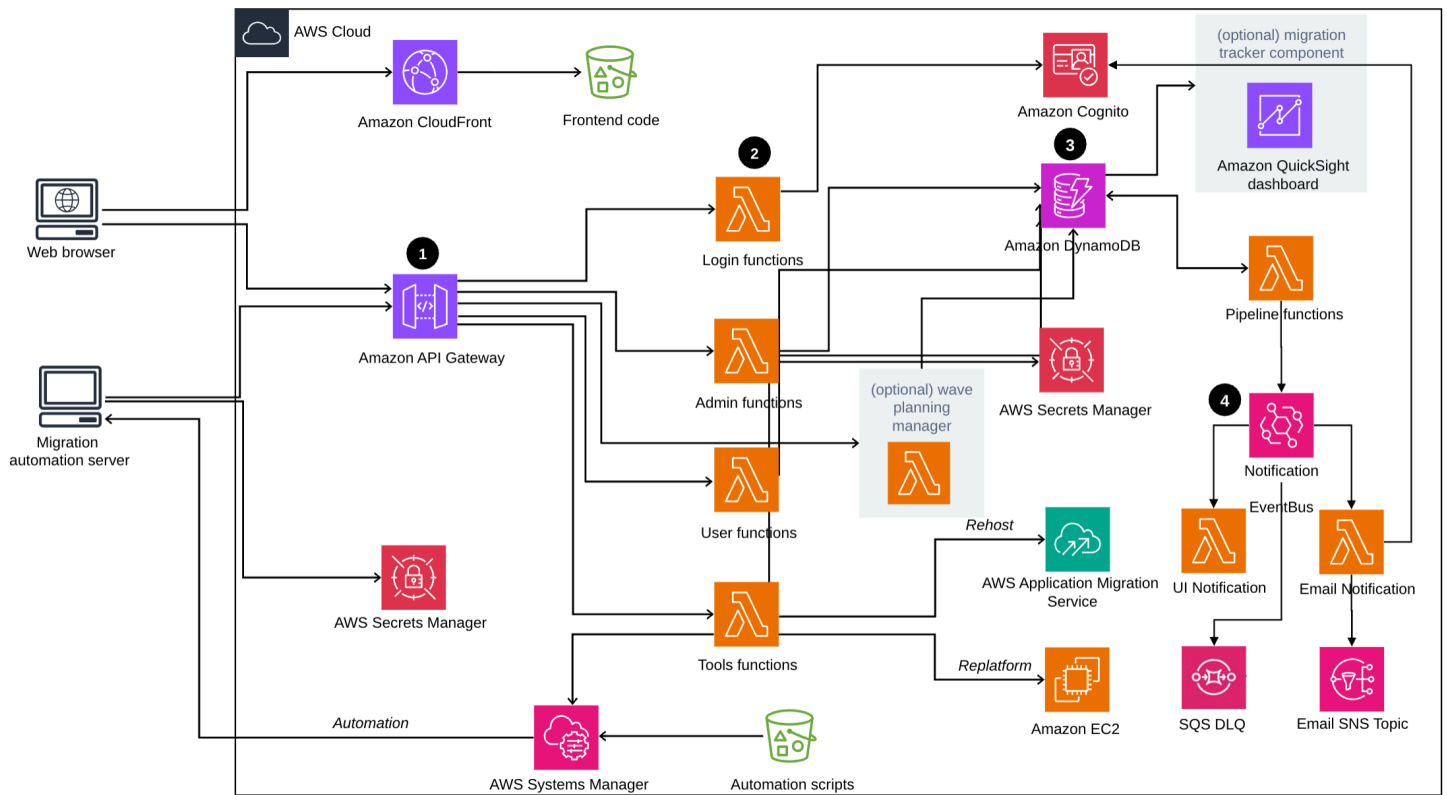 AWS Cloud
(optional) migration
tracker component
Amazon CloudFront
Frontend code
Amazon Cognito
Amazon QuickSight
dashboard
2
3
Web browser
1
Login functions
Amazon DynamoDB
Pipeline functions
Amazon API Gateway
Admin functions
(optional) wave
planning
manager
AWS Secrets Manager
4
Migration
automation server
Notification
EventBus
User functions
Rehost
AWS Application Migration
Service
UI Notification
Email Notification
AWS Secrets Manager
Tools functions
Replatform
Amazon EC2
SQS DLQ
Email SNS Topic
Automation
AWS Systems Manager
Automation scripts